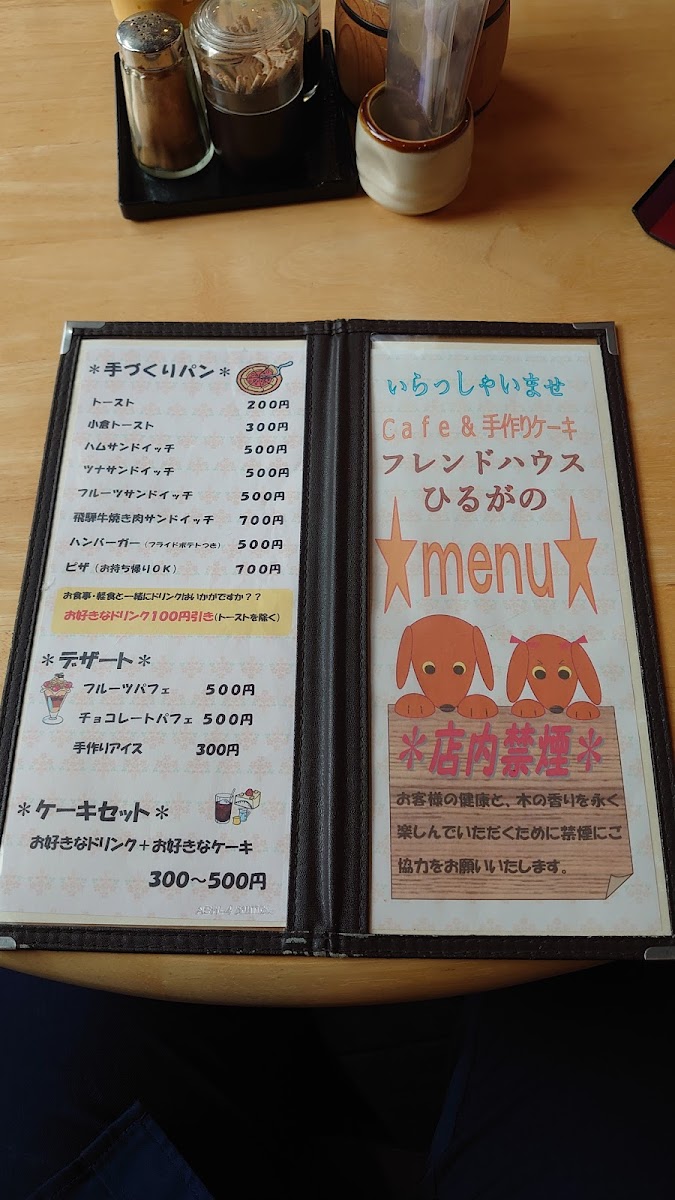 ＊手づくりパン＊
トースト 200円
小倉トースト 300円
ハムサンドイッチ 500円
ツナサンドイッチ 500円
フルーツサンドイッチ 500円
飛騨牛焼き肉サンドイッチ 700円
ハンバーガー（フライドポテトつき） 500円
ピザ（お持ち帰りOK） 700円
お食事・軽食と一緒にドリンクはいかがですか？？
お好きなドリンク100円引き(トーストを除く)
＊デザート＊
フルーツパフェ 500円
チョコレートパフェ 500円
手作りアイス 300円
＊ケーキセット＊
お好きなドリンク＋お好きなケーキ
300～500円
いらっしゃいませ
Cafe＆手作りケーキ
フレンドハウス
ひるがの
★menu★
＊店内禁煙＊
お客様の健康と、木の香りを永く
楽しんでいただくために禁煙にご
協力をお願いいたします。